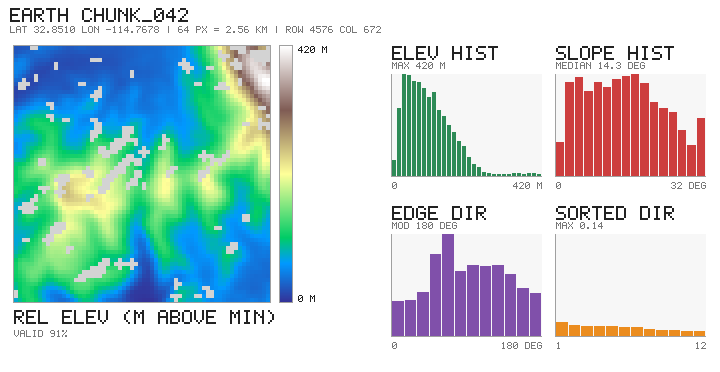 EARTH CHUNK_042
LAT 32.8510 LON -114.7678 | 64 PX = 2.56 KM | ROW 4576 COL 672
420 M
0 M
REL ELEV (M ABOVE MIN)
VALID 91%
ELEV HIST
MAX 420 M
0 420 M
SLOPE HIST
MEDIAN 14.3 DEG
0 32 DEG
EDGE DIR
MOD 180 DEG
0 180 DEG
SORTED DIR
MAX 0.14
1 12